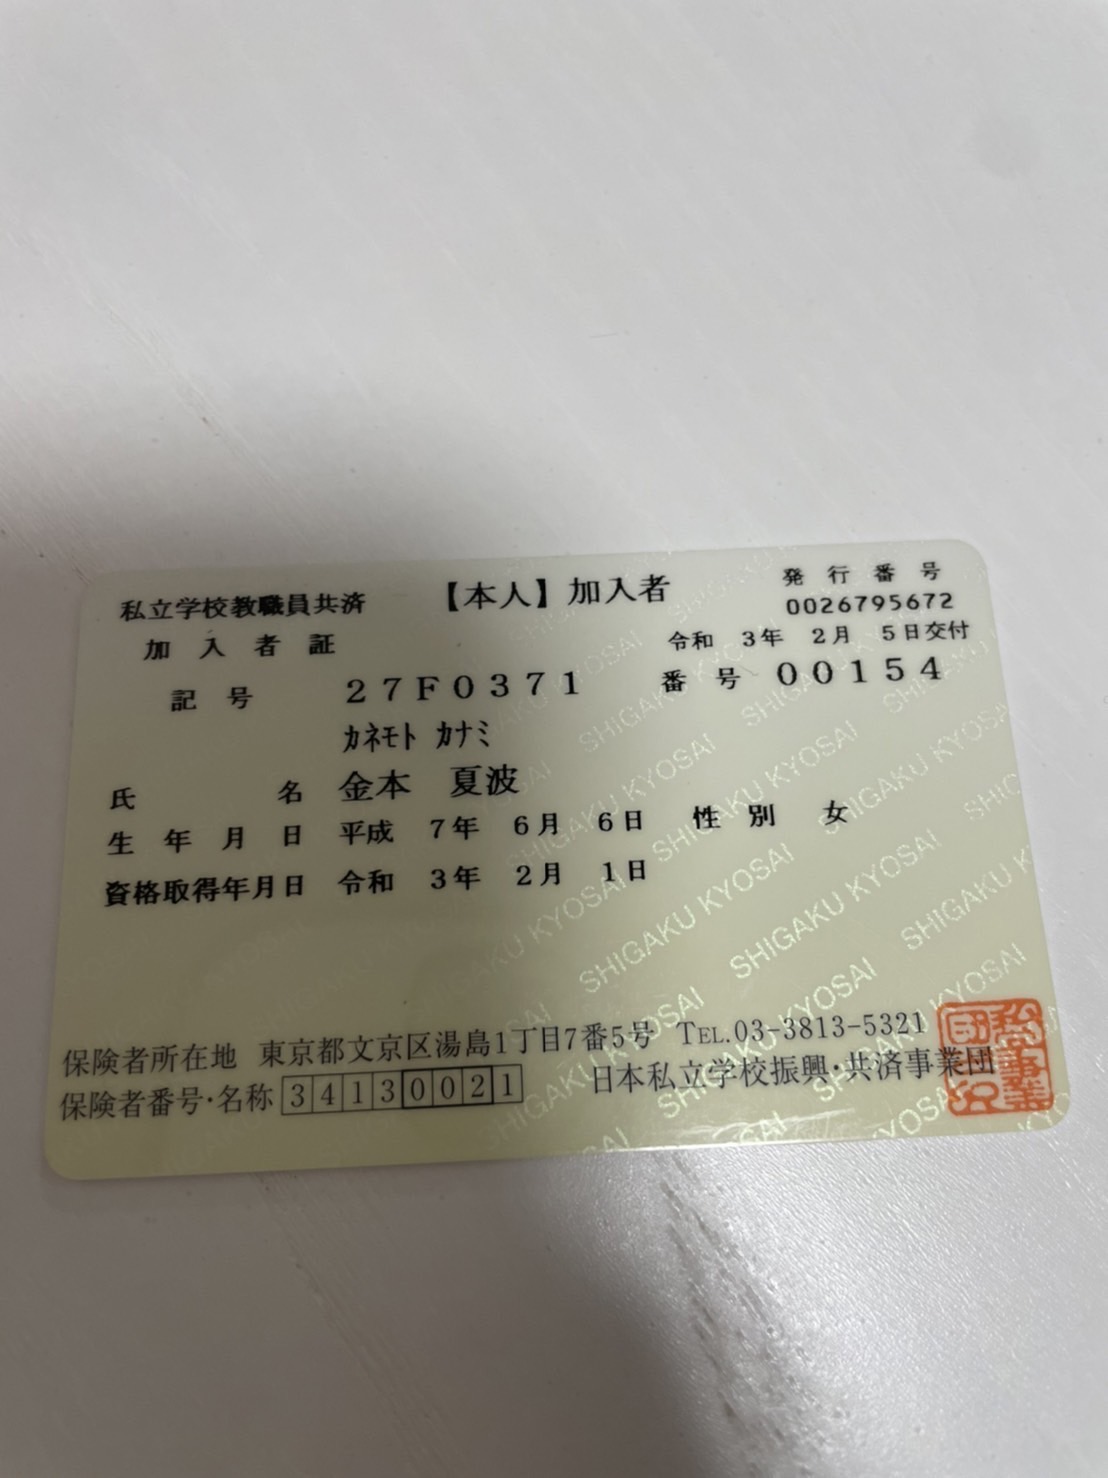 私立学校教職員共済 【本人】加入者 発行番号
0026795672
加入者証 令和 3年 2月 5日交付
記号 27F0371 番号 00154
カネモト カナミ
氏名 金本 夏波
生年月日 平成 7年 6月 6日 性別 女
資格取得年月日 令和 3年 2月 1日
保険者所在地 東京都文京区湯島1丁目7番5号 TEL.03-3813-5321
保険者番号・名称 34130021 日本私立学校振興・共済事業団
SHIGAKU KYOSAI